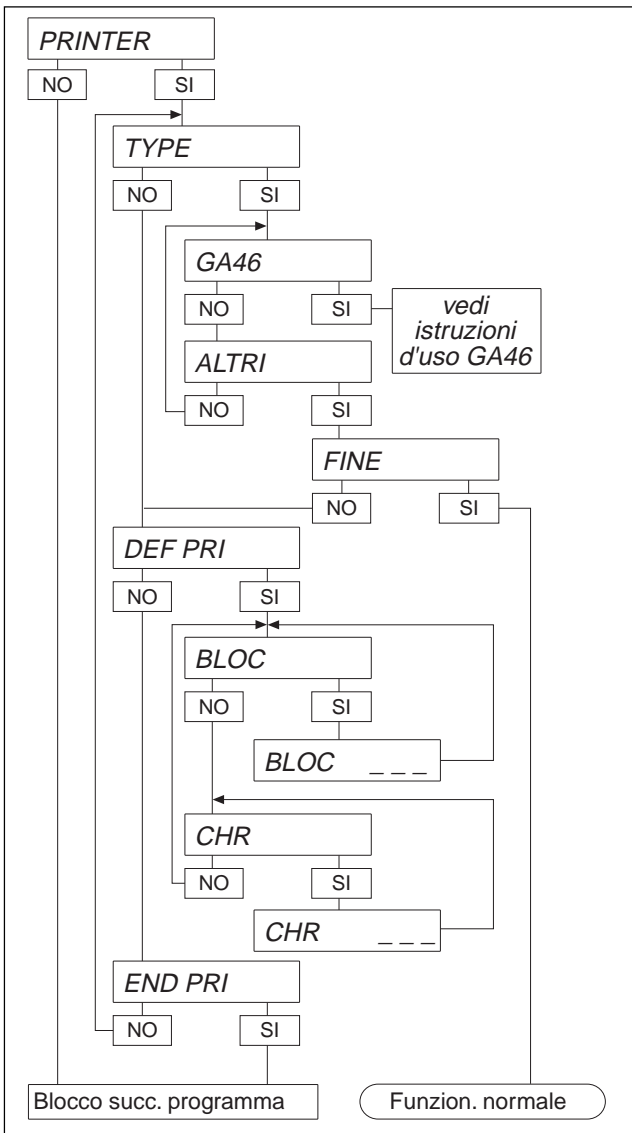 PRINTER
NO SI
TYPE
NO SI
GA46
NO SI
vedi
istruzioni
d'uso GA46
ALTRI
NO SI
FINE
NO SI
DEF PRI
NO SI
BLOC
NO SI
BLOC _ _ _
CHR
NO SI
CHR _ _ _
END PRI
NO SI
Blocco succ. programma Funzion. normale